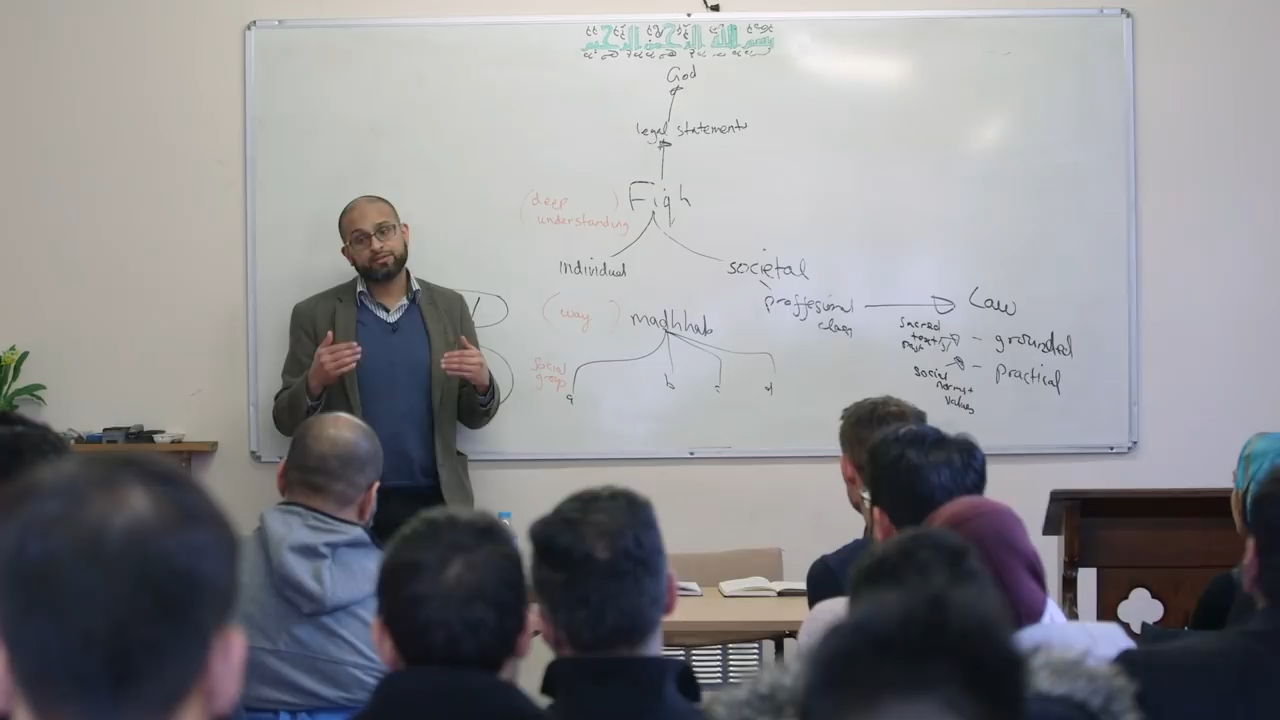 بسم الله الرحمن الرحيم
God
legal statements
Fiqh
(deep
understanding)
individual
societal
proffesional
class
Law
(way)
madhhab
Sacred
text(s)
- grounded
social
norms +
values
- practical
social
group
a
b
c
d